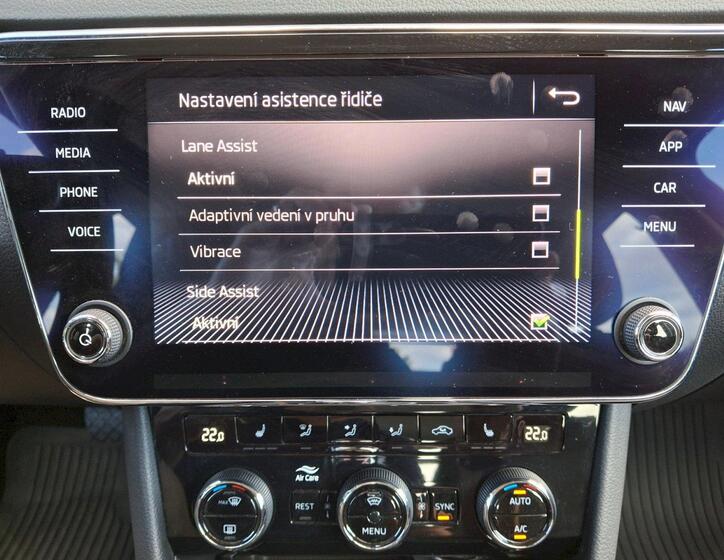 Nastavení asistence řidiče
Lane Assist
Aktivní
Adaptivní vedení v pruhu
Vibrace
Side Assist
Aktivní
RADIO
MEDIA
PHONE
VOICE
NAV
APP
CAR
MENU
22.0
22.0
Air Care
MAX
REST
MENU
SYNC
AUTO
A/C